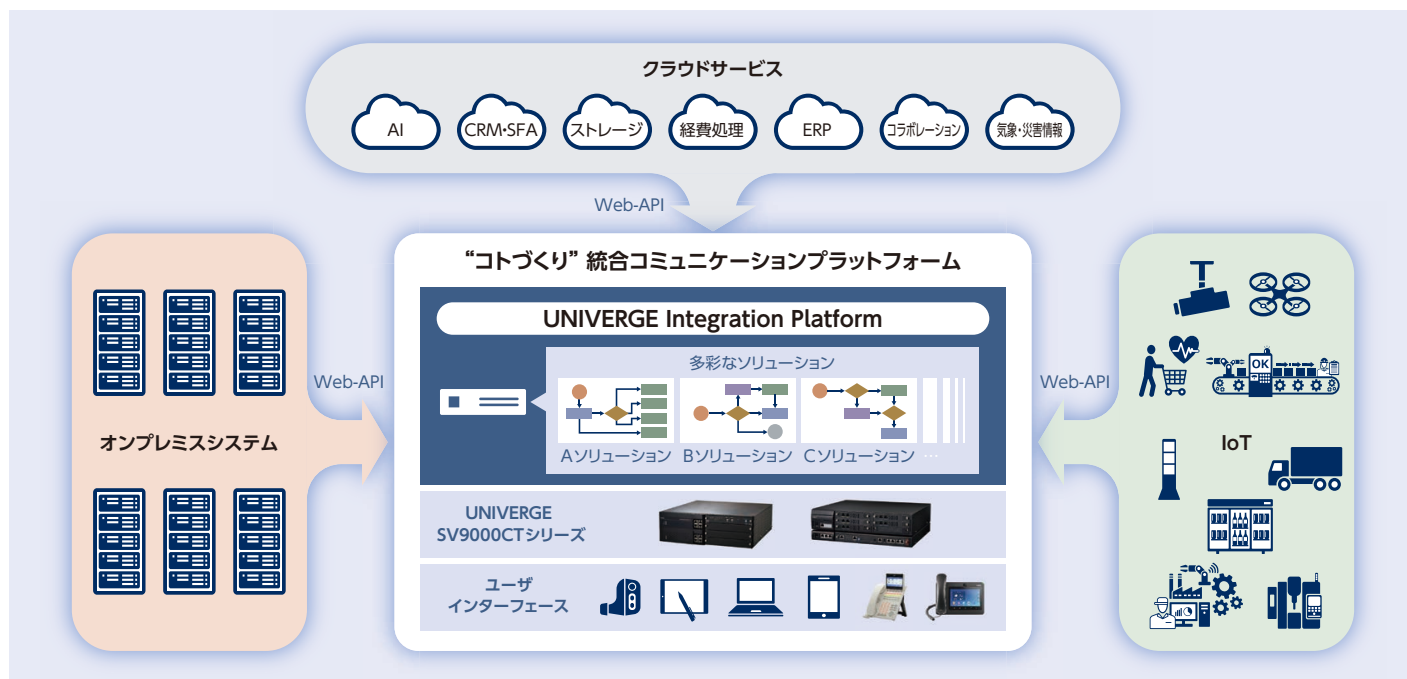 クラウドサービス
AI
CRM・SFA
ストレージ
経費処理
ERP
コラボレーション
気象・災害情報
Web-API
“コトづくり” 統合コミュニケーションプラットフォーム
UNIVERGE Integration Platform
多彩なソリューション
Aソリューション
Bソリューション
Cソリューション
…
Web-API
オンプレミスシステム
Web-API
IoT
OK
UNIVERGE
SV9000CTシリーズ
ユーザ
インターフェース